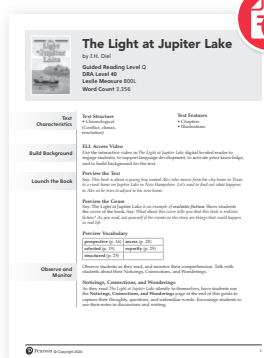 The Light at Jupiter Lake
by J.H. Diel
Guided Reading Level Q
DRA Level 40
Lexile Measure 800L
Word Count 3,356
Text Characteristics
Text Structure
• Chronological
(Conflict, climax,
resolution)
Text Features
• Chapters
• Illustrations
Build Background
ELL Access Video
Use the interactive video in The Light at Jupiter Lake digital leveled reader to
engage students, to support language development, to activate prior knowledge,
and to build background for the text.
Launch the Book
Preview the Text
Say: This book is about a young boy named Alex who moves from his city home in Texas
to a rural home on Jupiter Lake in New Hampshire. Let's read to find out what happens
to Alex as he tries to adjust to his new home.
Preview the Genre
Say: The Light at Jupiter Lake is an example of realistic fiction. Show students
the cover of the book. Say: What about this cover tells you that this book is realistic
fiction? As you read, ask yourself if the events in the story are things that could happen
in real life.
Preview Vocabulary
perspective (p. 16)
access (p. 28)
selected (p. 19)
expertly (p. 29)
structured (p. 25)
Observe and Monitor
Observe students as they read, and monitor their comprehension. Talk with
students about their Noticings, Connections, and Wonderings.
Noticings, Connections, and Wonderings
As they read The Light at Jupiter Lake silently to themselves, have students use
the Noticings, Connections, and Wonderings page at the end of this guide to
capture their thoughts, questions, and unfamiliar words. Encourage students to
use their notes in discussions and writing.
Pearson © Copyright 2020
1